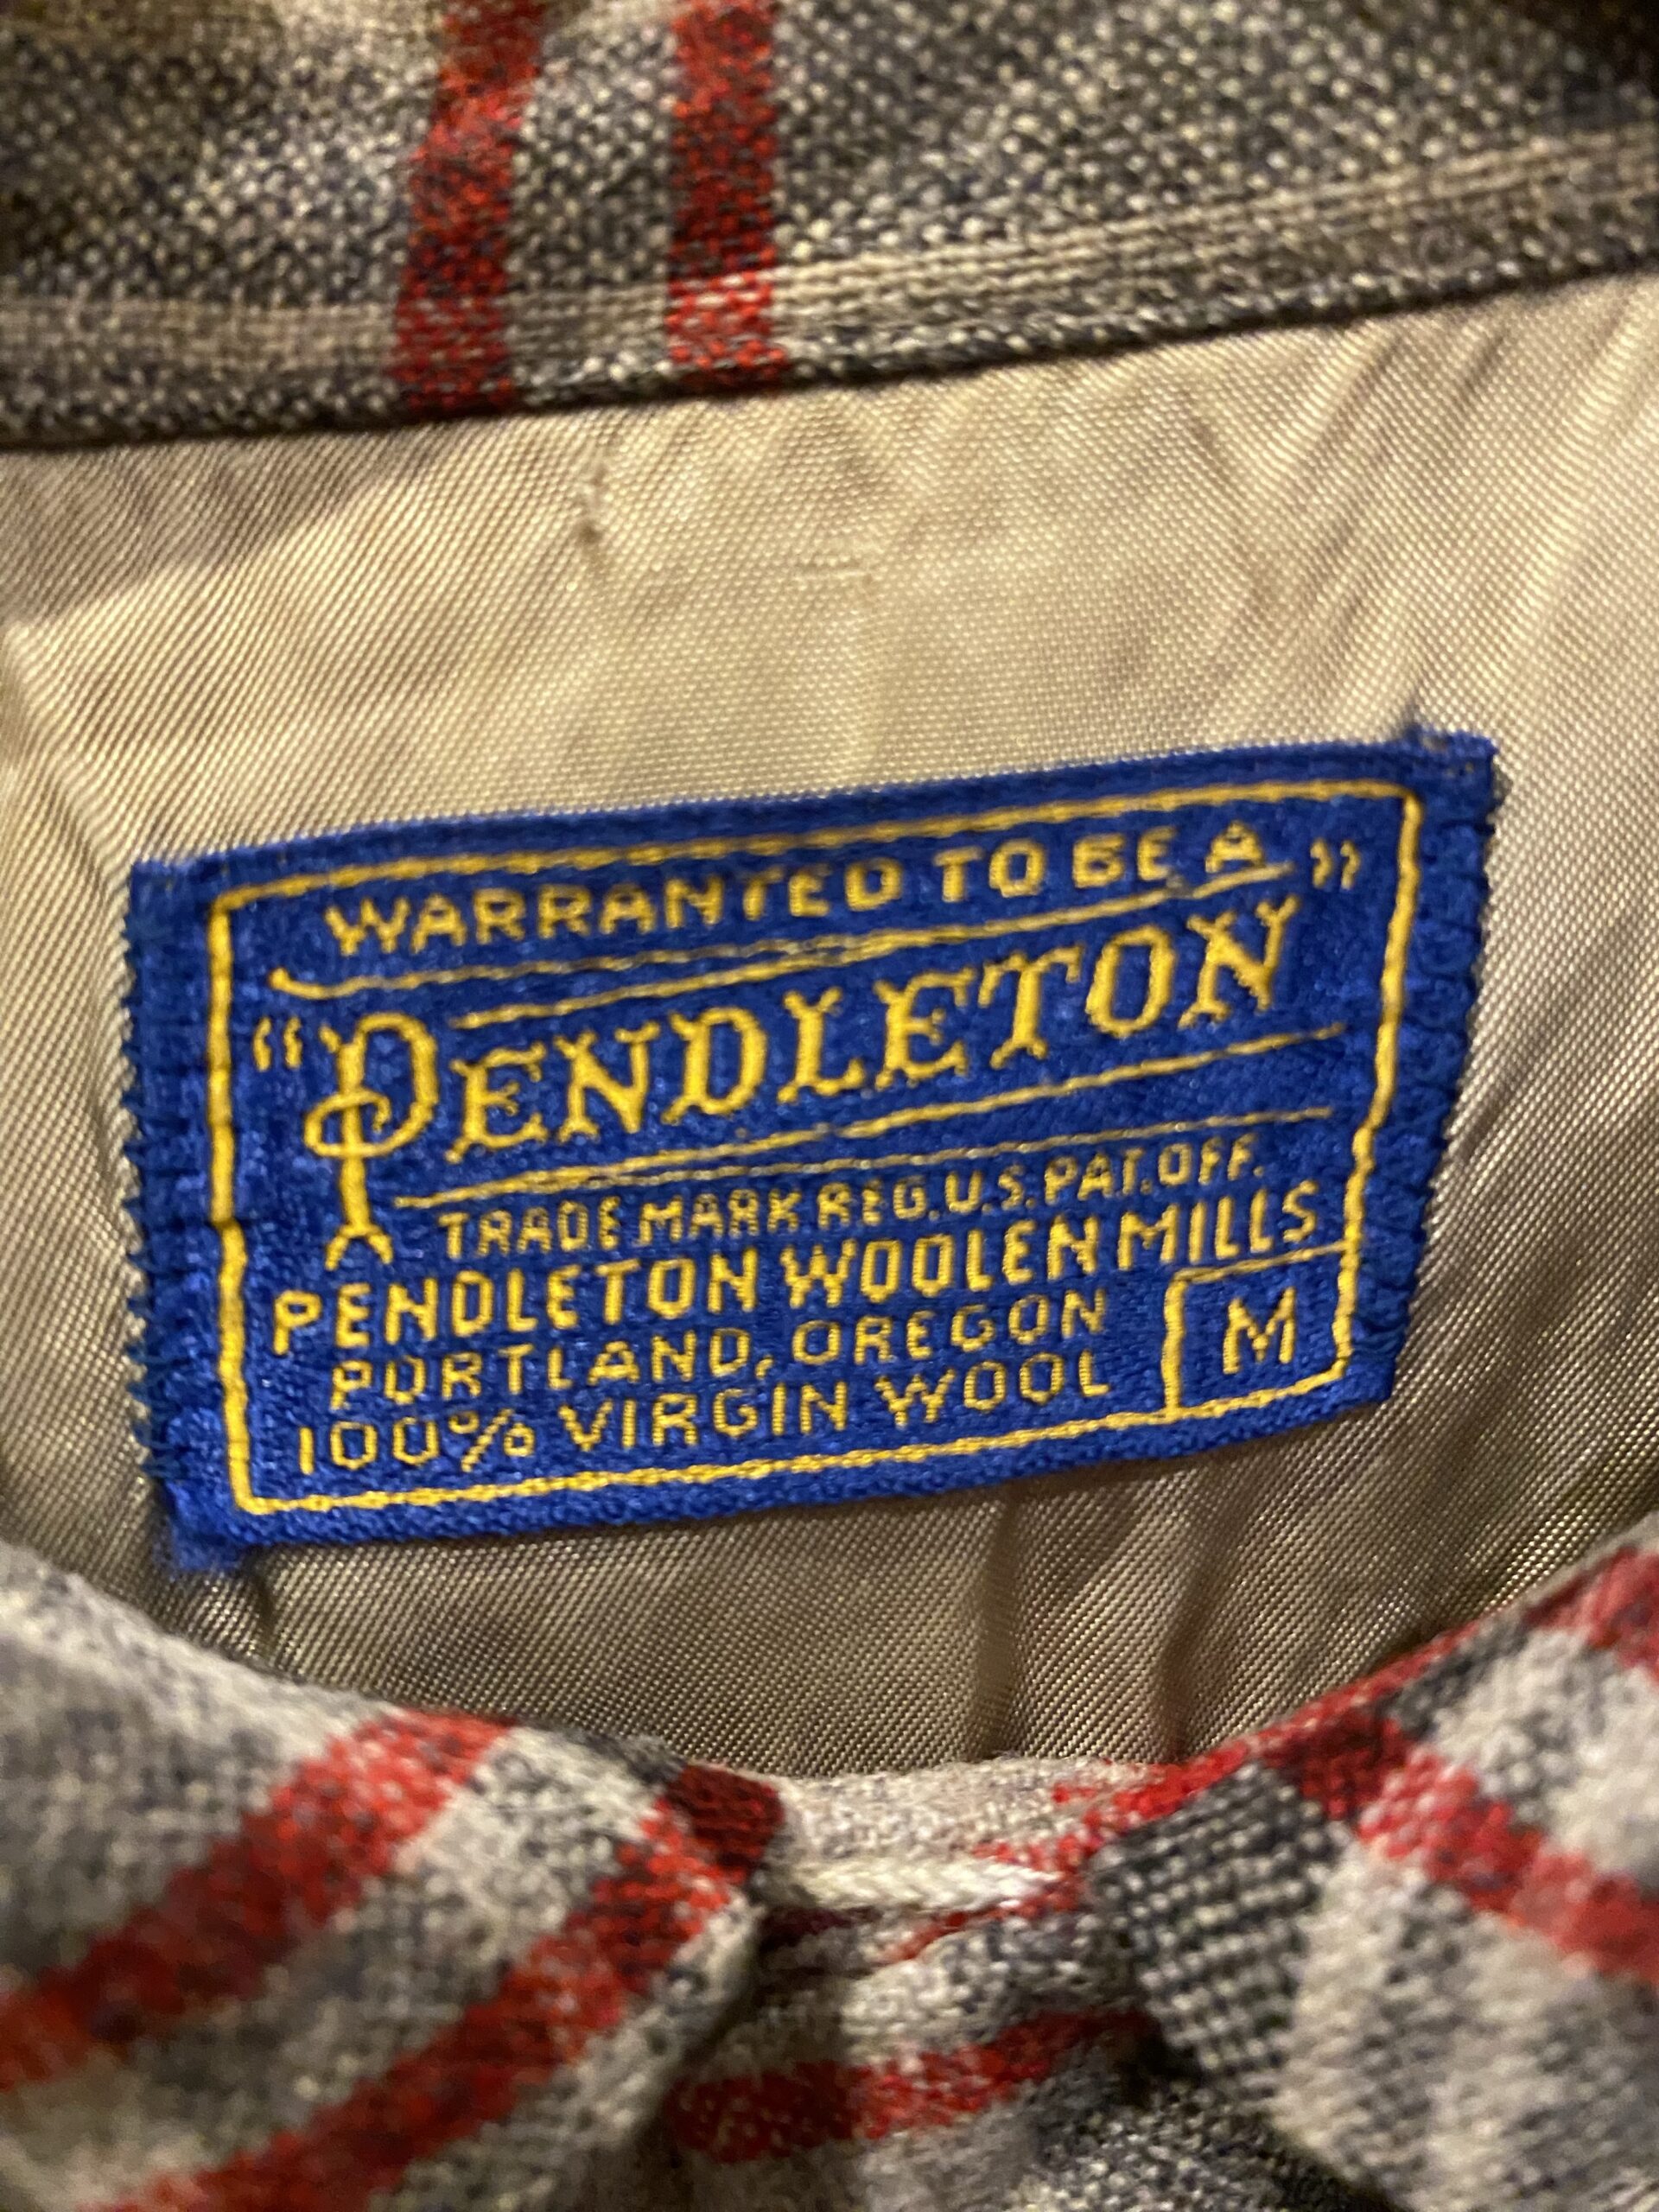 WARRANTED TO BE A
"PENDLETON"
TRADE MARK REG. U.S. PAT. OFF.
PENDLETON WOOLEN MILLS
PORTLAND, OREGON
100% VIRGIN WOOL
M